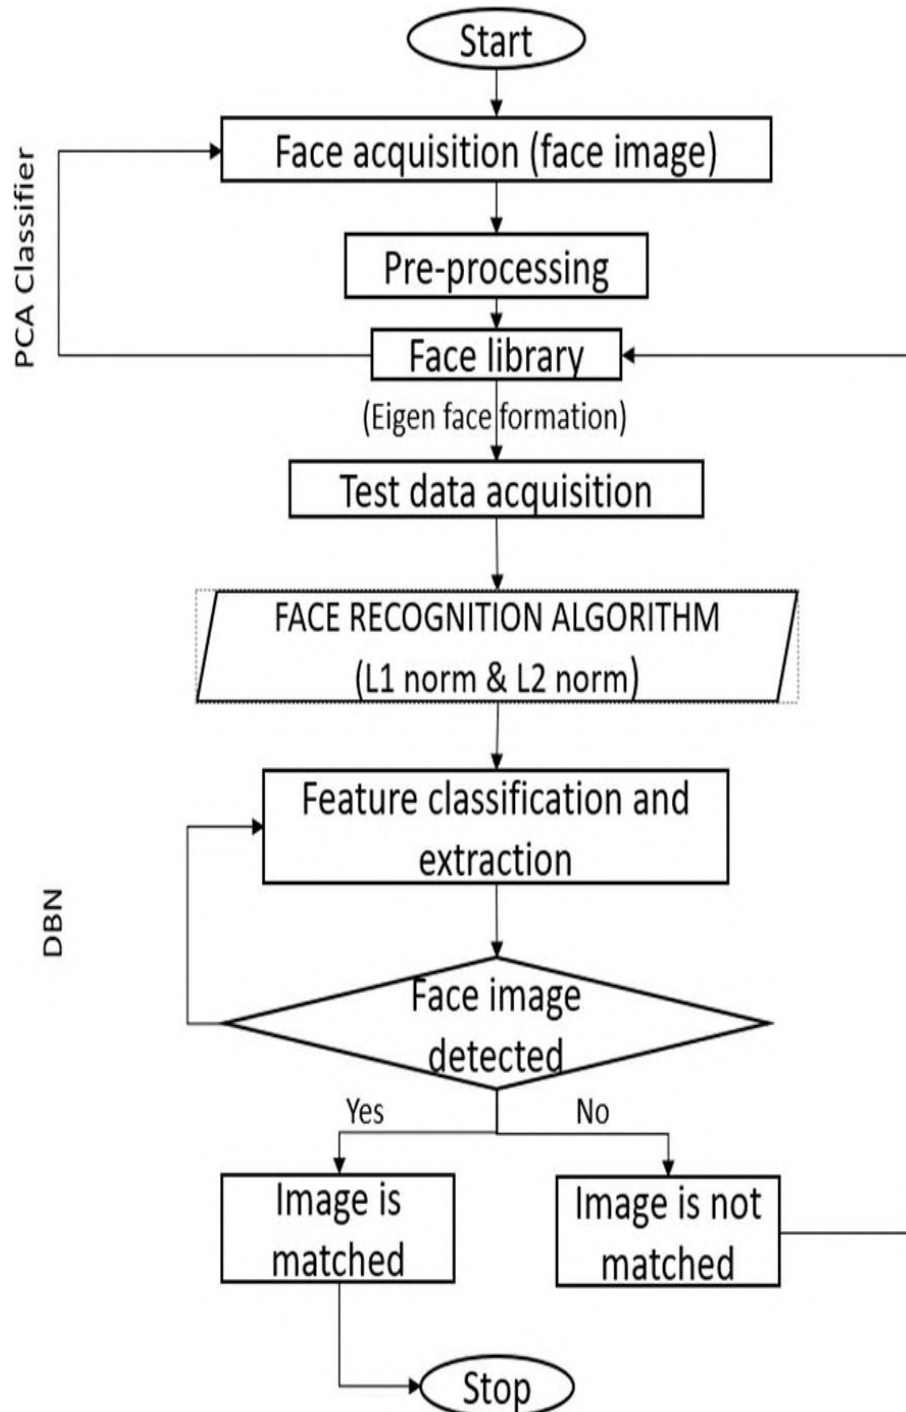 Start
Face acquisition (face image)
PCA Classifier
Pre-processing
Face library
(Eigen face formation)
Test data acquisition
FACE RECOGNITION ALGORITHM
(L1 norm & L2 norm)
Feature classification and
extraction
DBN
Face image
detected
Yes
No
Image is
matched
Image is not
matched
Stop